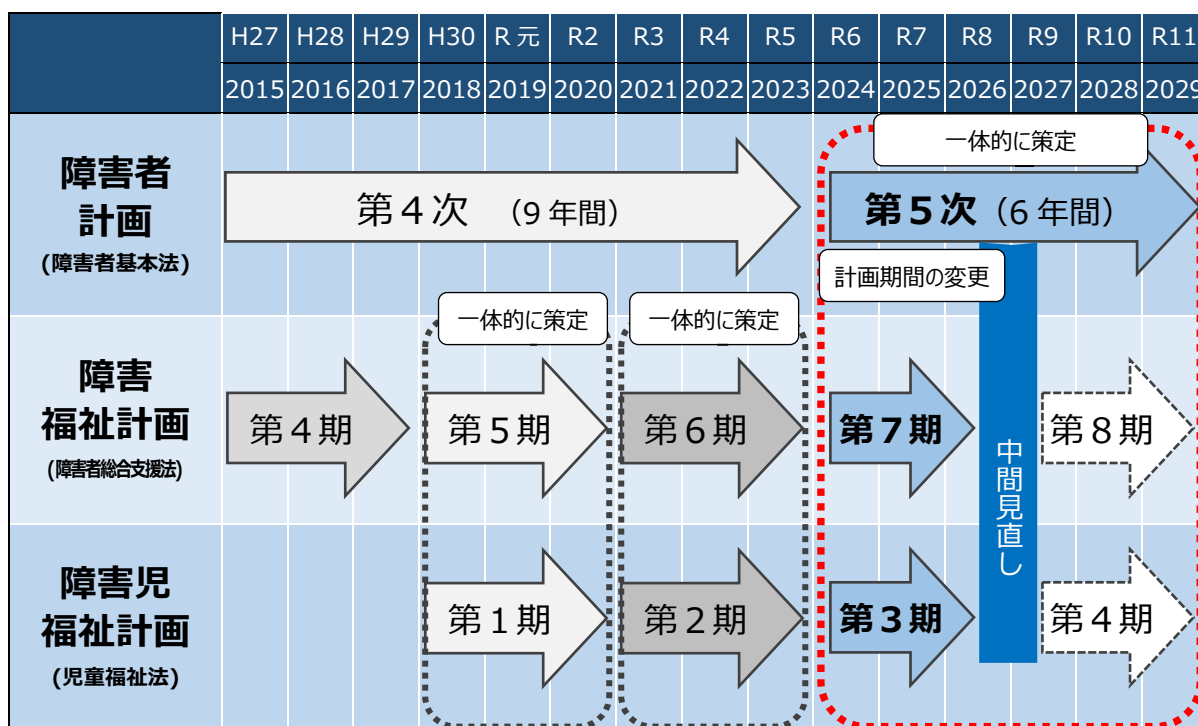 H27 H28 H29 H30 R元 R2 R3 R4 R5 R6 R7 R8 R9 R10 R11
2015 2016 2017 2018 2019 2020 2021 2022 2023 2024 2025 2026 2027 2028 2029
障害者
計画
(障害者基本法)
第４次 （9年間）
一体的に策定
第５次（6年間）
計画期間の変更
一体的に策定
一体的に策定
障害
福祉計画
(障害者総合支援法)
第４期
第５期
第６期
第７期
第８期
中間見直し
障害児
福祉計画
(児童福祉法)
第１期
第２期
第３期
第４期